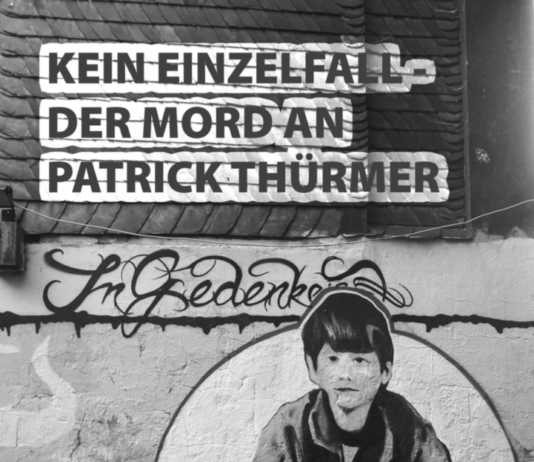 KEIN EINZELFALL -
DER MORD AN
PATRICK THÜRMER
In Gedenken